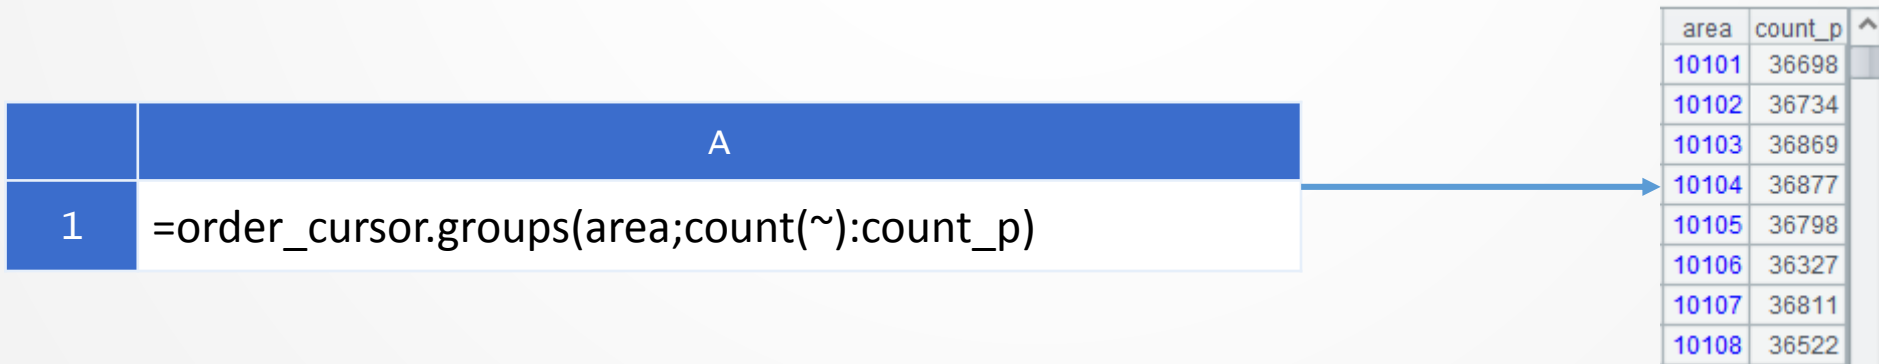 A
1 =order_cursor.groups(area;count(~):count_p)
area count_p
10101 36698
10102 36734
10103 36869
10104 36877
10105 36798
10106 36327
10107 36811
10108 36522